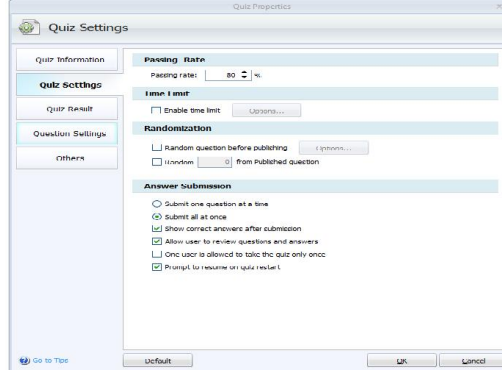 Quiz Properties
Quiz Settings
Quiz Information
Quiz Settings
Quiz Result
Question Settings
Others
Passing Rate
Passing rate: 80 %
Time Limit
Enable time limit Options...
Randomization
Random question before publishing Options...
Random 0 from Published question
Answer Submission
Submit one question at a time
Submit all at once
Show correct answers after submission
Allow user to review questions and answers
One user is allowed to take the quiz only once
Prompt to resume on quiz restart
Go to Tips Default OK Cancel